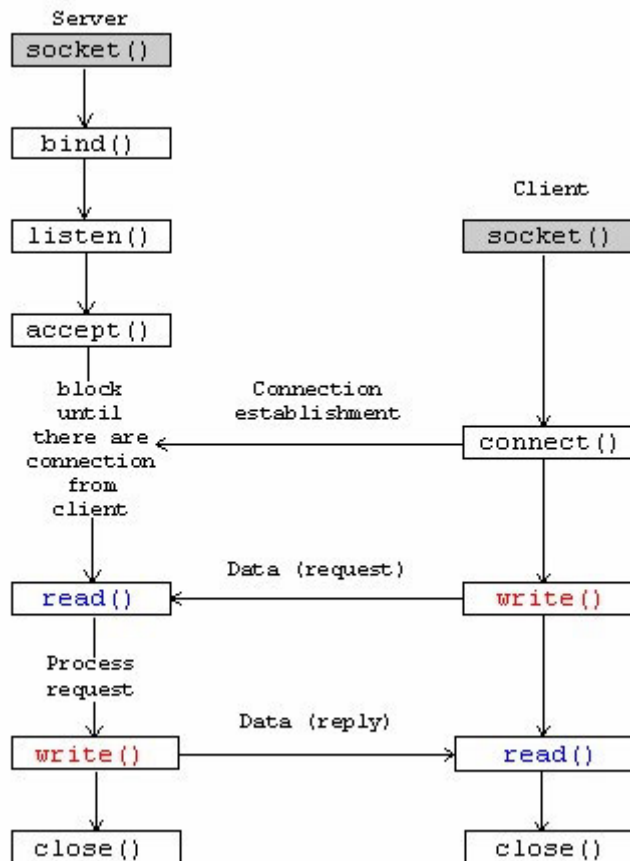 Server
socket()
bind()
listen()
accept()
block
until
there are
connection
from
client
read()
Process
request
write()
close()
Connection
establishment
Data (request)
Data (reply)
Client
socket()
connect()
write()
read()
close()